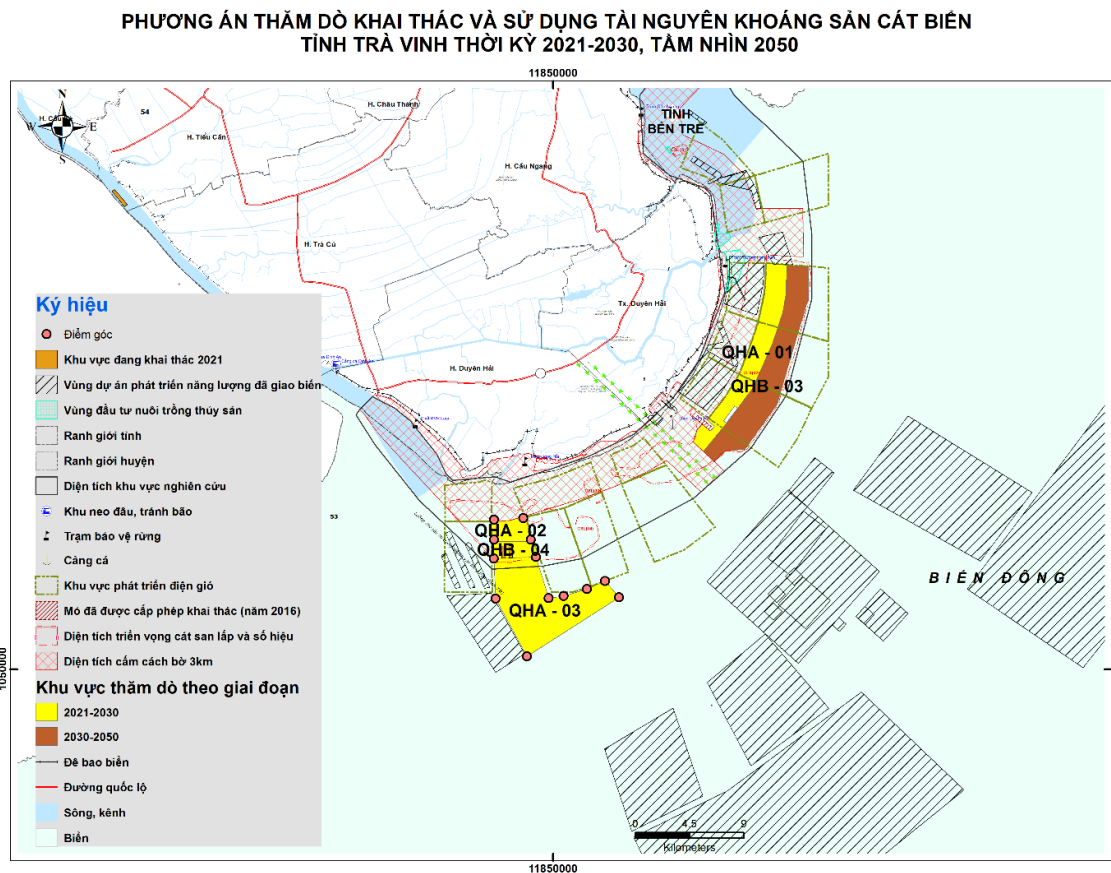 PHƯƠNG ÁN THĂM DÒ KHAI THÁC VÀ SỬ DỤNG TÀI NGUYÊN KHOÁNG SẢN CÁT BIỂN
TỈNH TRÀ VINH THỜI KỲ 2021-2030, TẦM NHÌN 2050
11850000
N
W
E
S
54
H. Châu Thành
H. Tiểu Cần
H. Cầu Ngang
TỈNH
BẾN TRE
H. Trà Cú
Tx. Duyên Hải
H. Duyên Hải
QHA - 01
QHB - 03
53
QHA - 02
QHB - 04
QHA - 03
BIỂN ĐÔNG
Ký hiệu
Điểm góc
Khu vực đang khai thác 2021
Vùng dự án phát triển năng lượng đã giao biển
Vùng đầu tư nuôi trồng thủy sản
Ranh giới tỉnh
Ranh giới huyện
Diện tích khu vực nghiên cứu
Khu neo đậu, tránh bão
Trạm bảo vệ rừng
Cảng cá
Khu vực phát triển điện gió
Mỏ đã được cấp phép khai thác (năm 2016)
Diện tích triển vọng cát san lấp và số hiệu
Diện tích cấm cách bờ 3km
Khu vực thăm dò theo giai đoạn
2021-2030
2030-2050
Đê bao biển
Đường quốc lộ
Sông, kênh
Biển
1050000
0 4.5 9
Kilometers
11850000